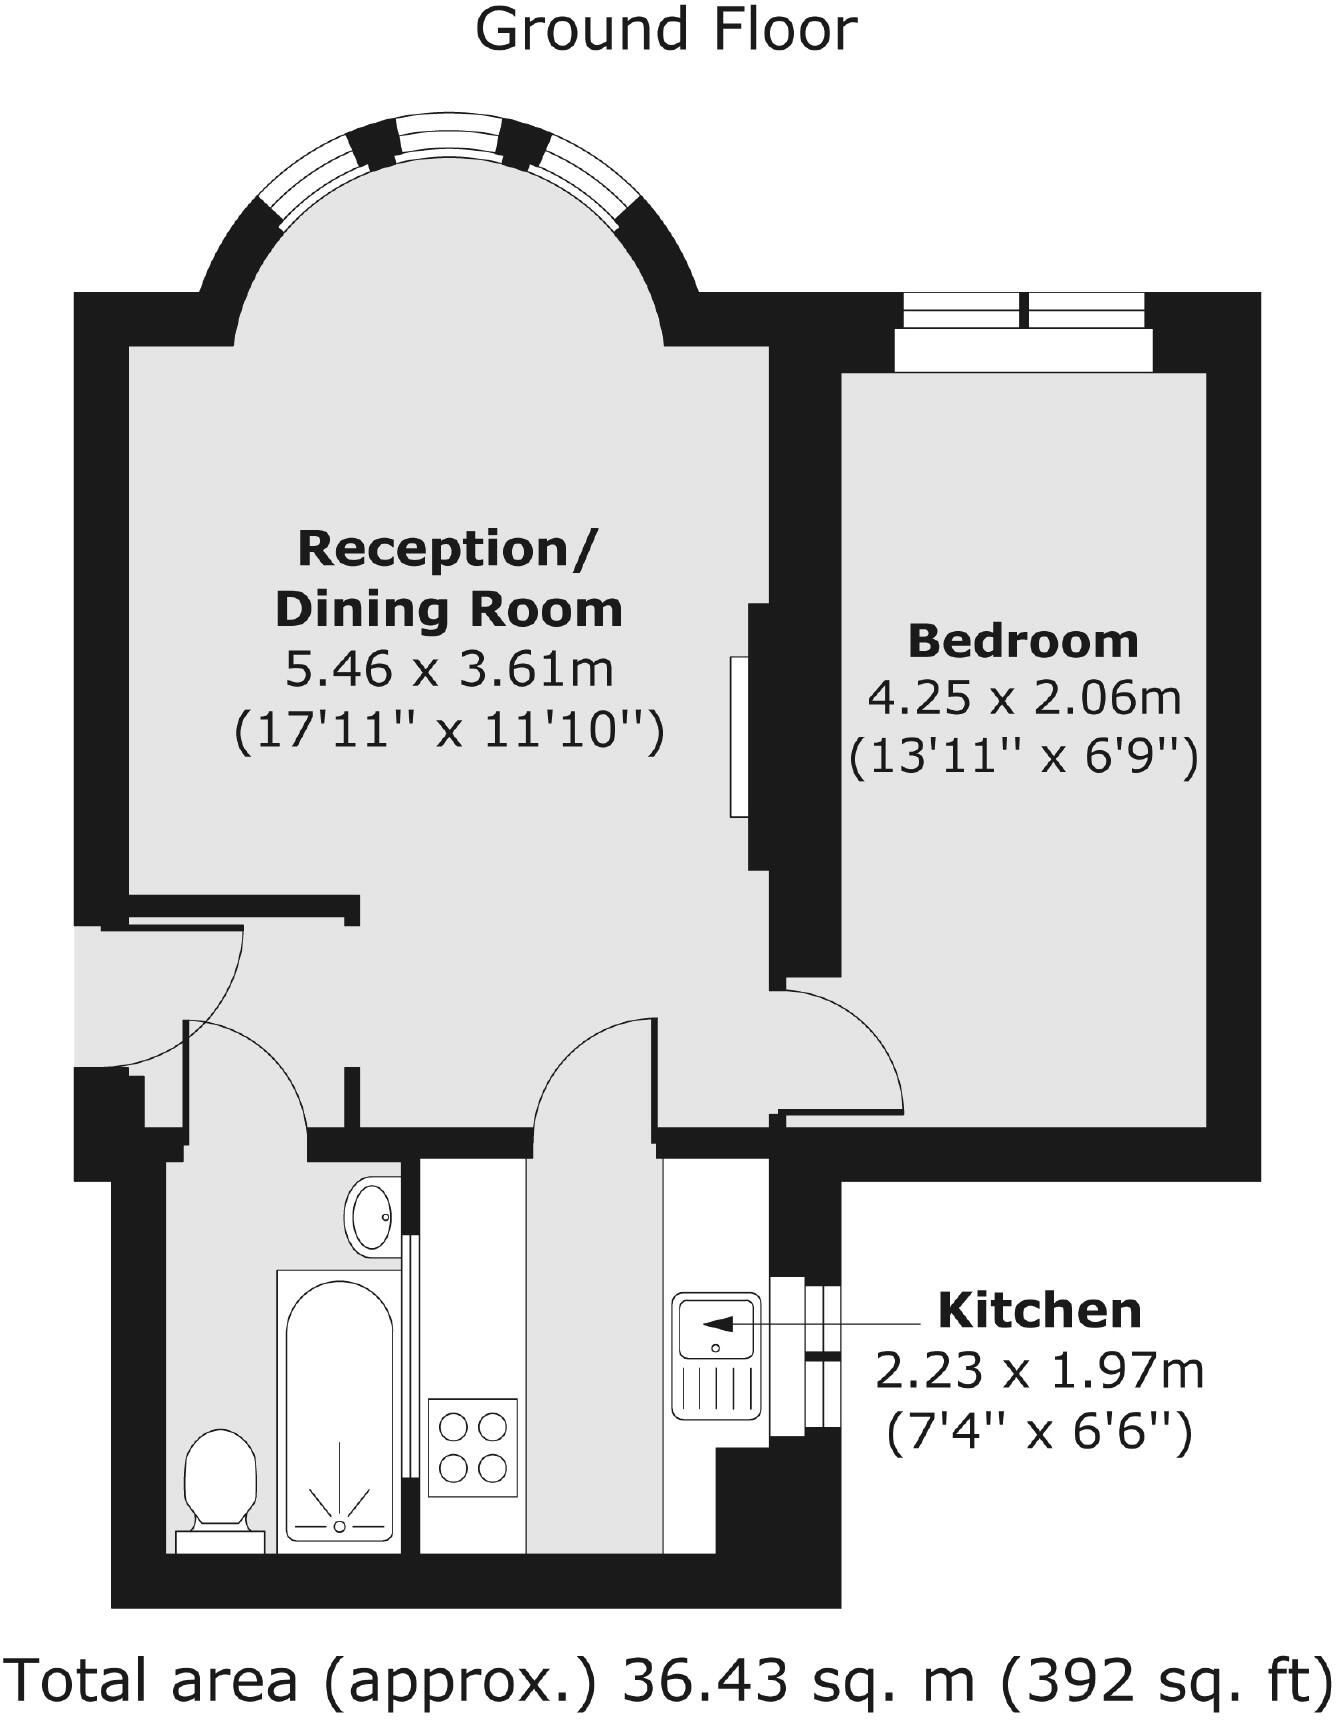 Ground Floor
Reception/
Dining Room
5.46 x 3.61m
(17'11'' x 11'10'')
Bedroom
4.25 x 2.06m
(13'11'' x 6'9'')
Kitchen
2.23 x 1.97m
(7'4'' x 6'6'')
Total area (approx.) 36.43 sq. m (392 sq. ft)